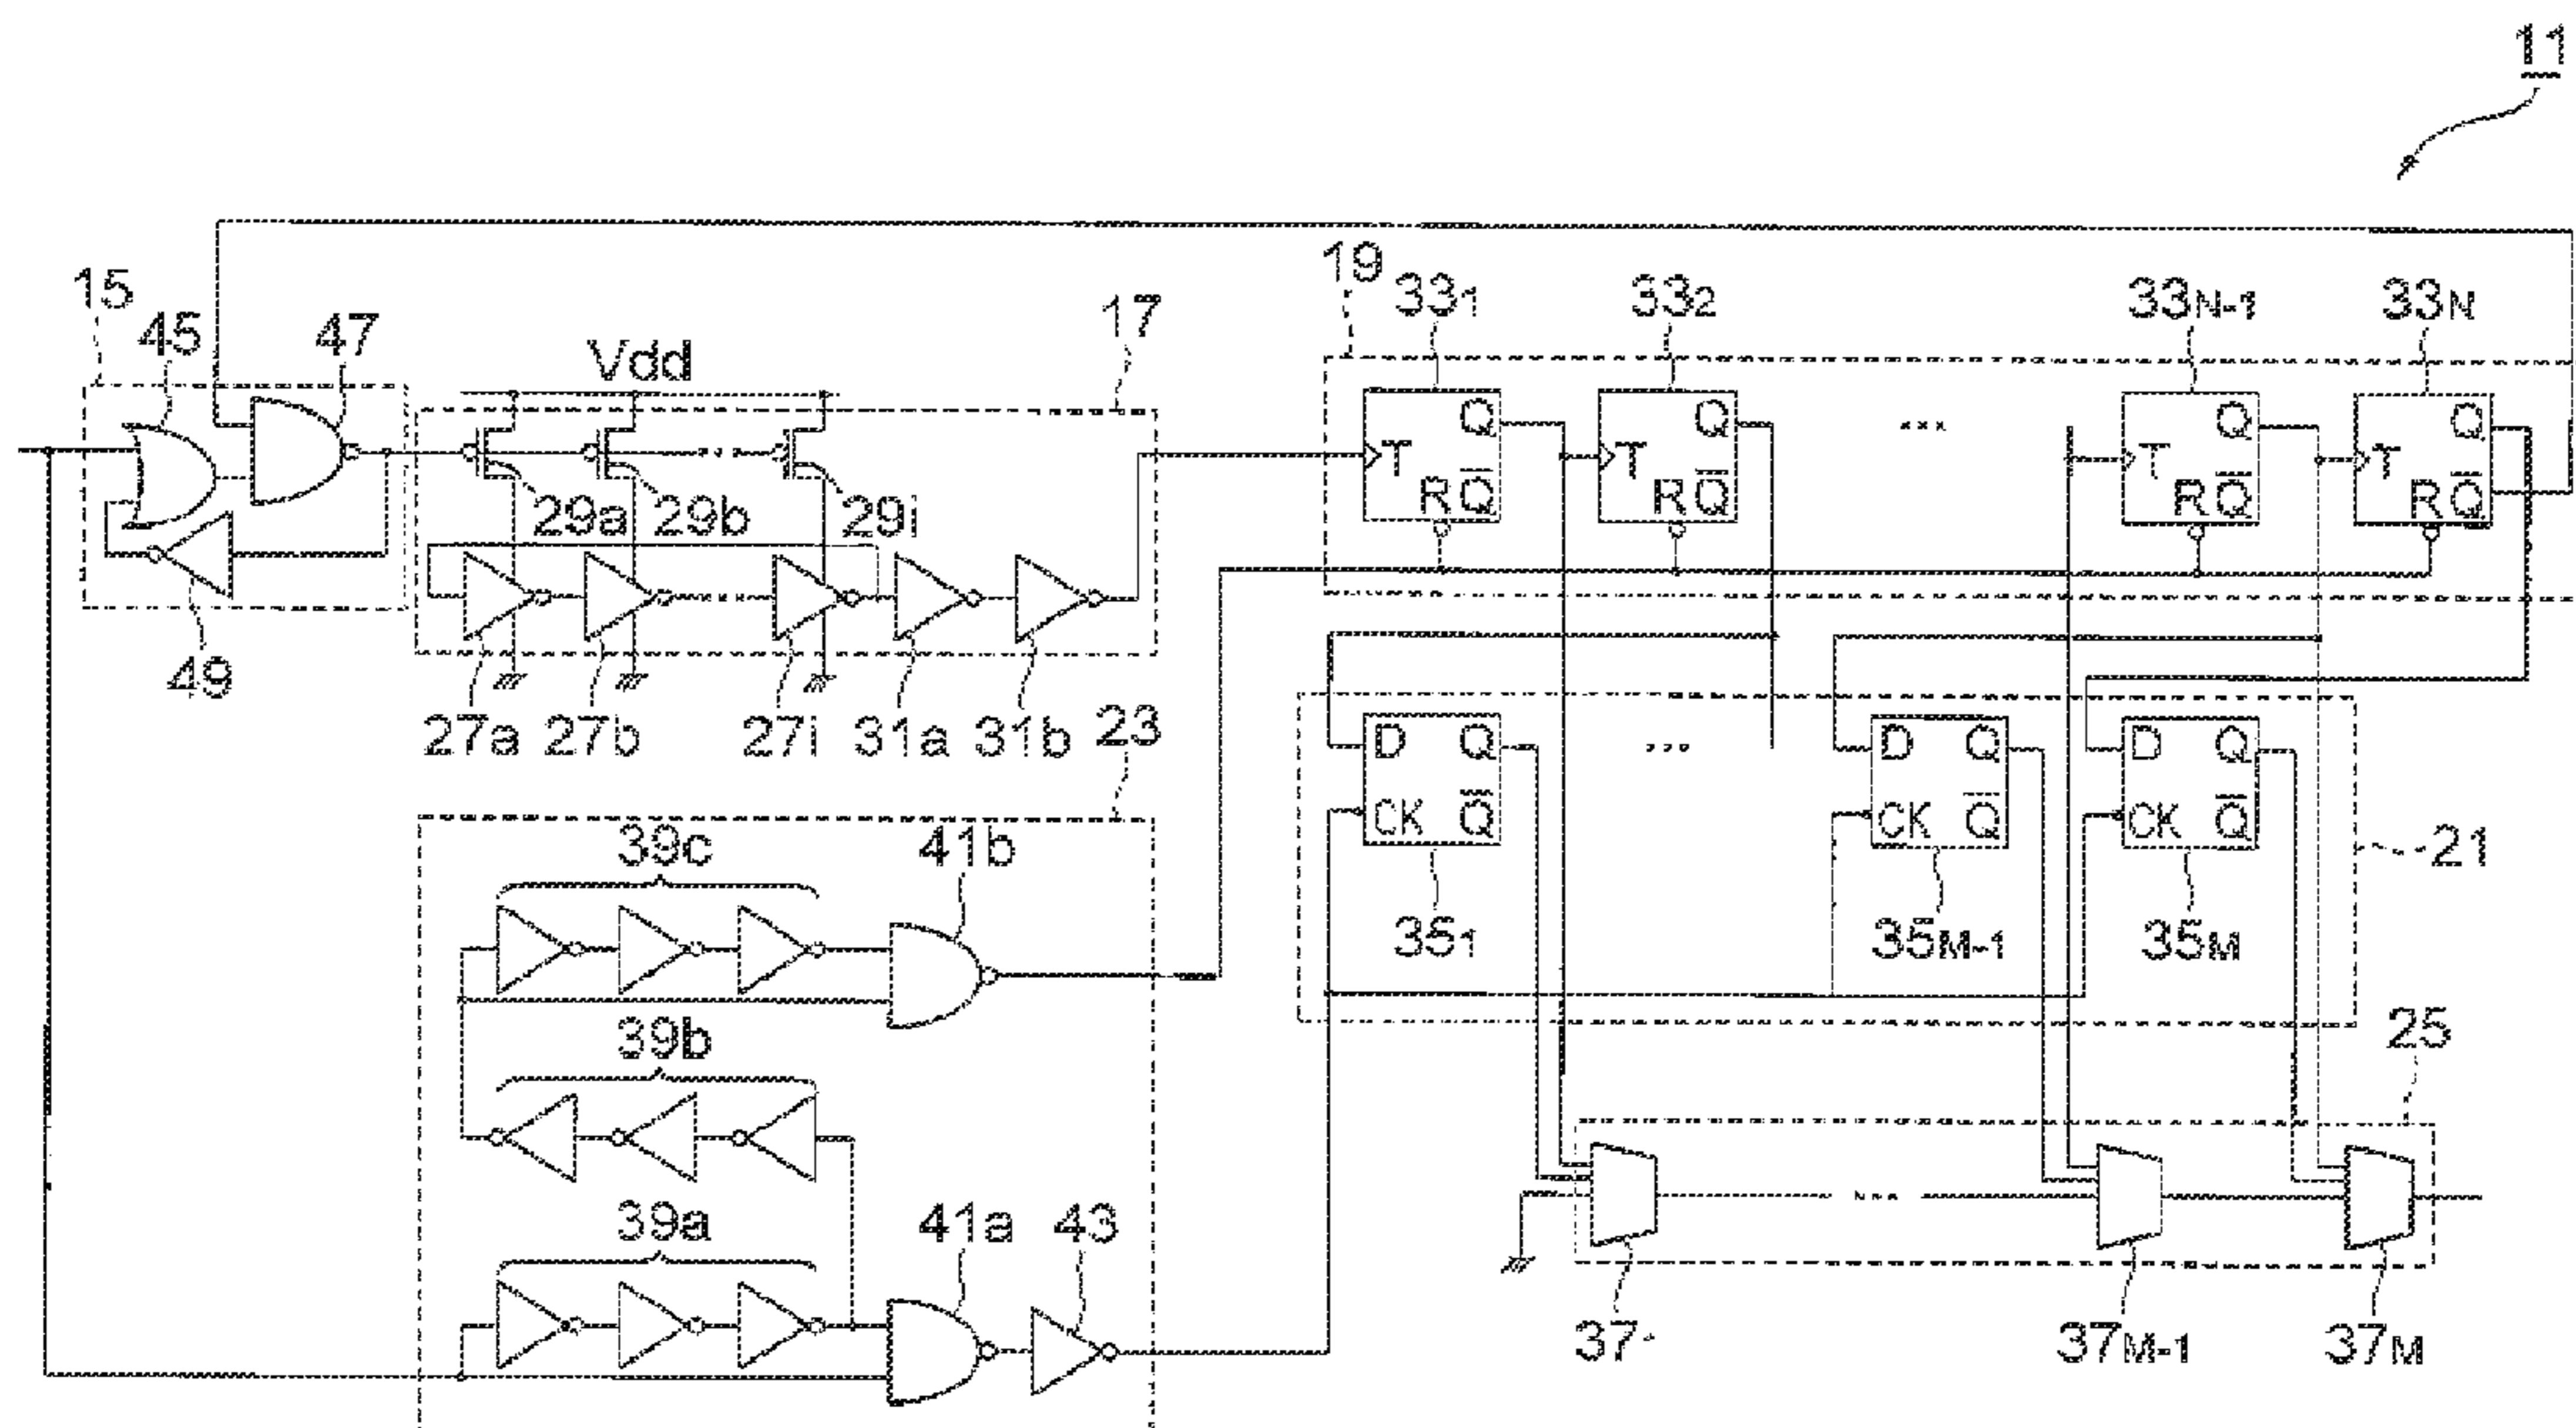 11
15
45
47
Vdd
17
19
33₁
33₂
33N-1
33N
T
Q
R
Q̅
T
Q
R
Q̅
T
Q
R
Q̅
T
Q
R
Q̅
29a
29b
29i
49
27a
27b
27i
31a
31b
23
D
Q
CK
Q̅
D
Q
CK
Q̅
D
Q
CK
Q̅
21
35₁
35M-1
35M
39c
41b
39b
39a
41a
43
25
37
37M-1
37M